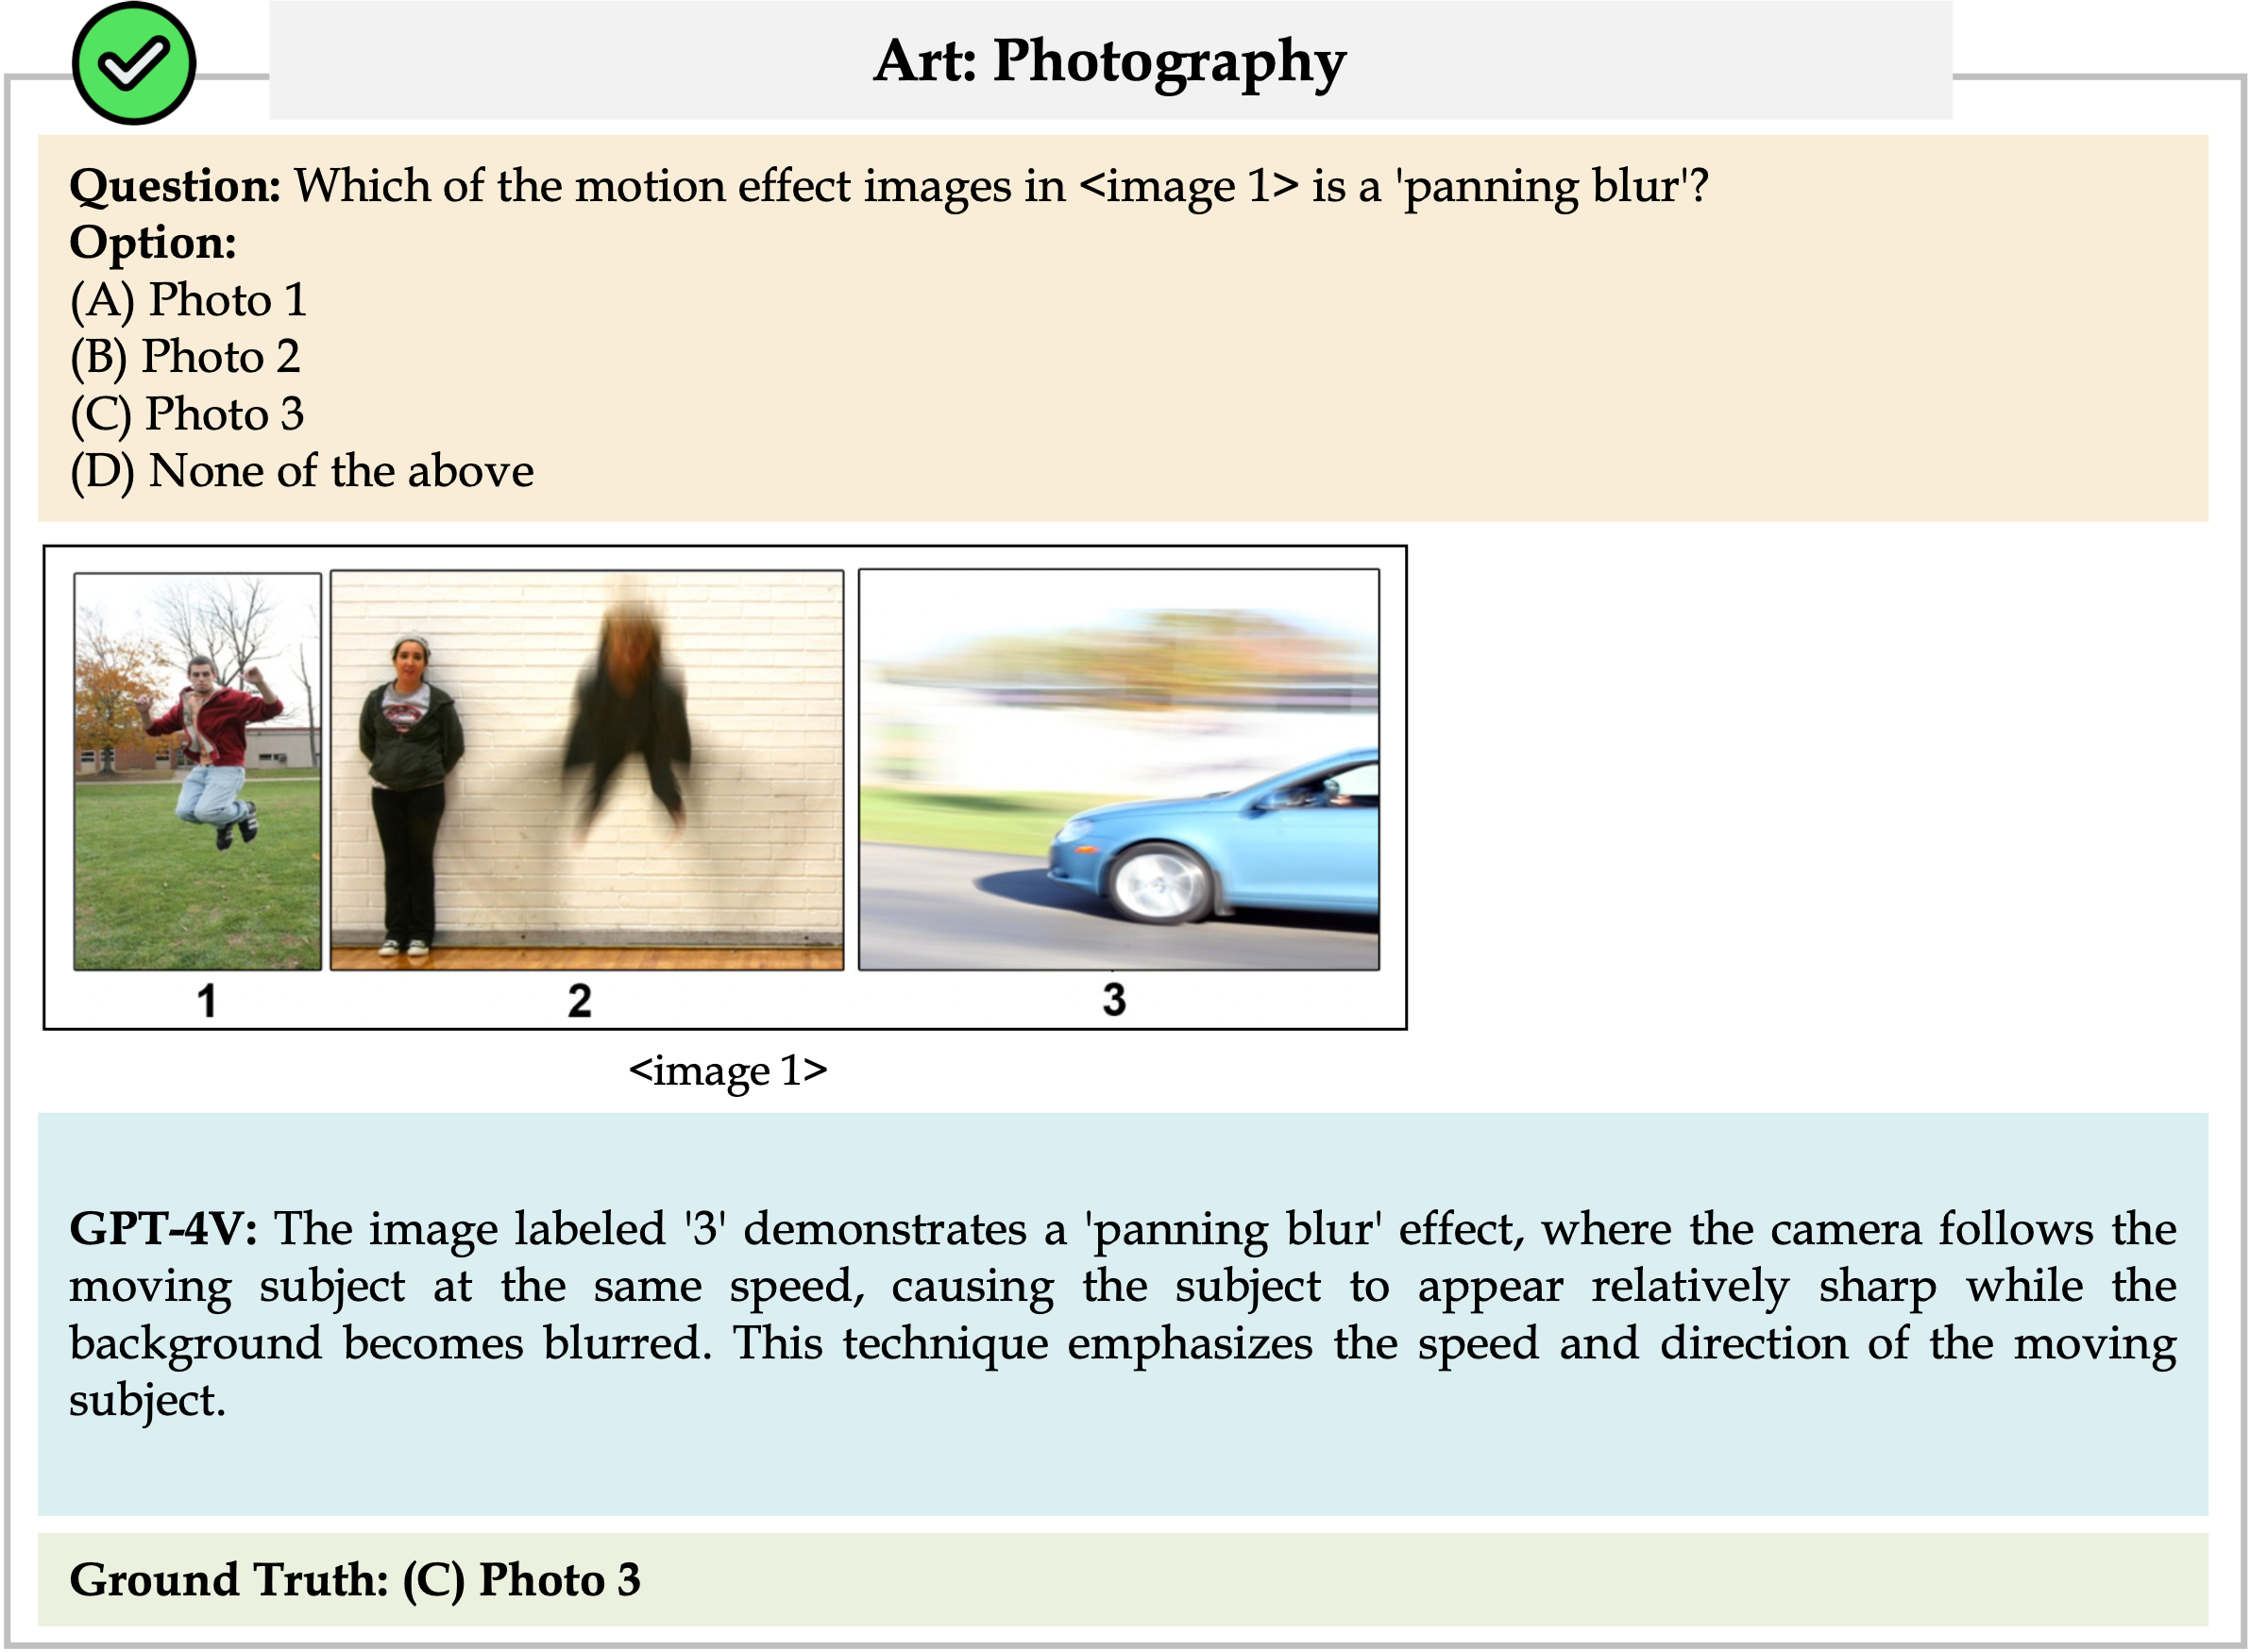 Art: Photography
Question: Which of the motion effect images in <image 1> is a 'panning blur'?
Option:
(A) Photo 1
(B) Photo 2
(C) Photo 3
(D) None of the above
1 2 3
<image 1>
GPT-4V: The image labeled '3' demonstrates a 'panning blur' effect, where the camera follows the
moving subject at the same speed, causing the subject to appear relatively sharp while the
background becomes blurred. This technique emphasizes the speed and direction of the moving
subject.
Ground Truth: (C) Photo 3